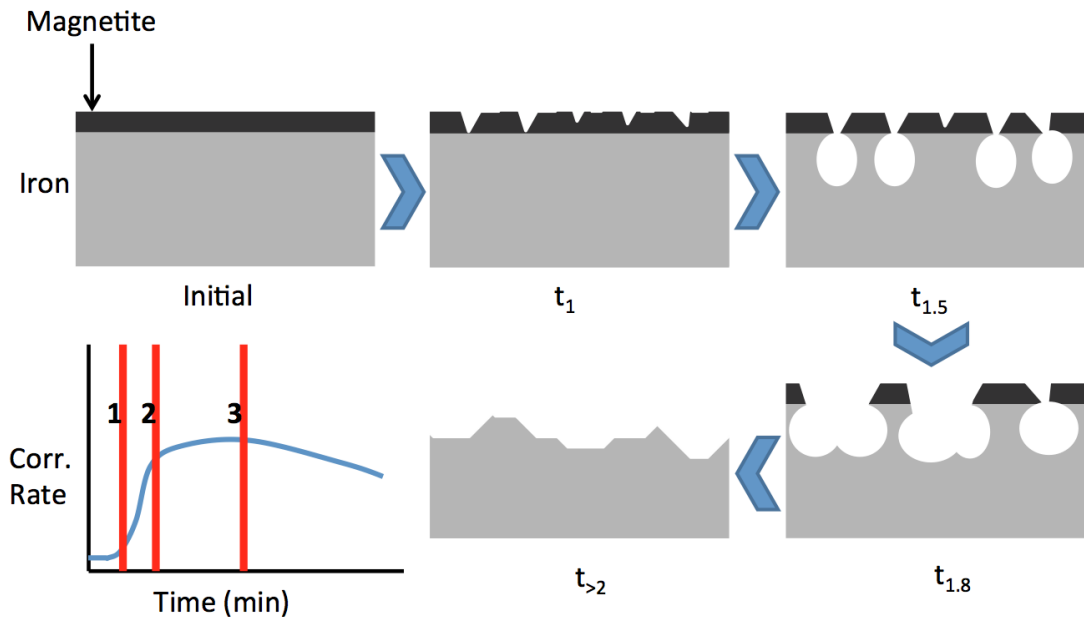 Magnetite
Iron
Initial
t1
t1.5
1 2 3
Corr.
Rate
Time (min)
t>2
t1.8